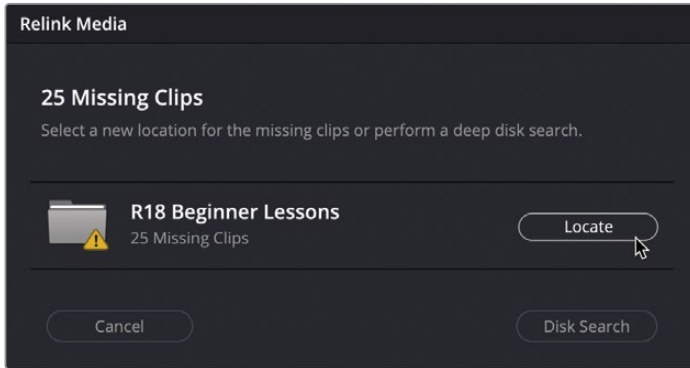 Relink Media
25 Missing Clips
Select a new location for the missing clips or perform a deep disk search.
R18 Beginner Lessons
25 Missing Clips
Locate
Cancel
Disk Search